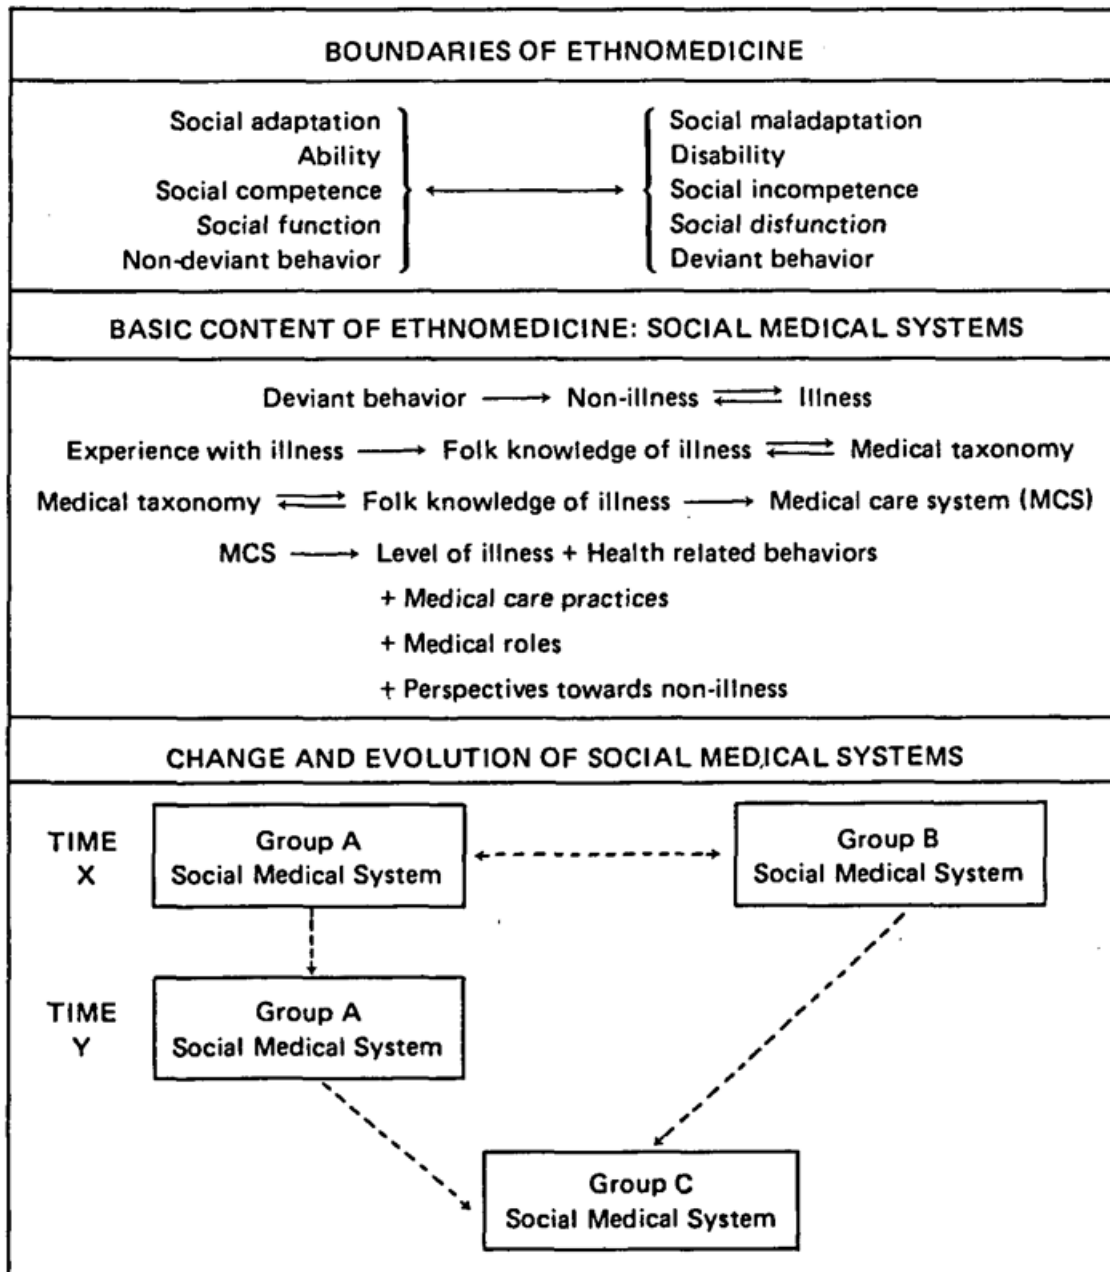 BOUNDARIES OF ETHNOMEDICINE
Social adaptation Social maladaptation
Ability Disability
Social competence Social incompetence
Social function Social disfunction
Non-deviant behavior Deviant behavior
BASIC CONTENT OF ETHNOMEDICINE: SOCIAL MEDICAL SYSTEMS
Deviant behavior → Non-illness ⇌ Illness
Experience with illness → Folk knowledge of illness ⇌ Medical taxonomy
Medical taxonomy ⇌ Folk knowledge of illness → Medical care system (MCS)
MCS → Level of illness + Health related behaviors
+ Medical care practices
+ Medical roles
+ Perspectives towards non-illness
CHANGE AND EVOLUTION OF SOCIAL MEDICAL SYSTEMS
TIME
X
Group A
Social Medical System
Group B
Social Medical System
TIME
Y
Group A
Social Medical System
Group C
Social Medical System